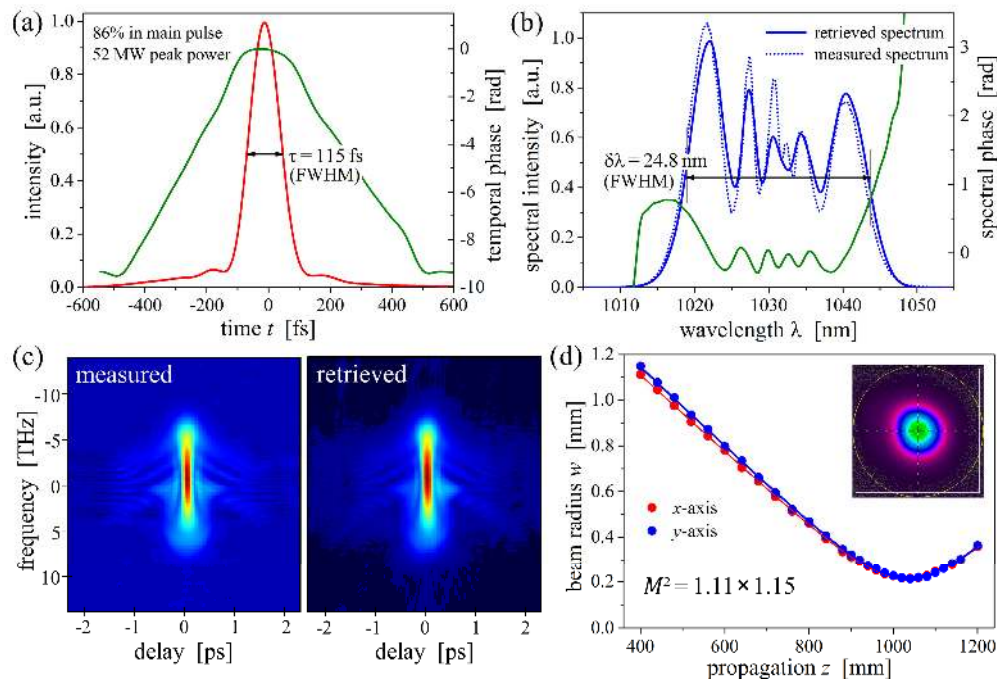 (a)
86% in main pulse
52 MW peak power
τ = 115 fs
(FWHM)
intensity [a.u.]
1.0
0.8
0.6
0.4
0.2
0.0
temporal phase [rad]
0
-2
-4
-6
-8
-10
-600 -400 -200 0 200 400 600
time t [fs]
(b)
retrieved spectrum
measured spectrum
δλ = 24.8 nm
(FWHM)
spectral intensity [a.u.]
1.0
0.8
0.6
0.4
0.2
0.0
spectral phase [rad]
3
2
1
0
1010 1020 1030 1040 1050
wavelength λ [nm]
(c)
measured
retrieved
frequency [THz]
-10
-5
0
5
10
-2 -1 0 1 2
delay [ps]
-2 -1 0 1 2
delay [ps]
(d)
beam radius w [mm]
1.2
1.0
0.8
0.6
0.4
0.2
0.0
x-axis
y-axis
M² = 1.11 × 1.15
400 600 800 1000 1200
propagation z [mm]